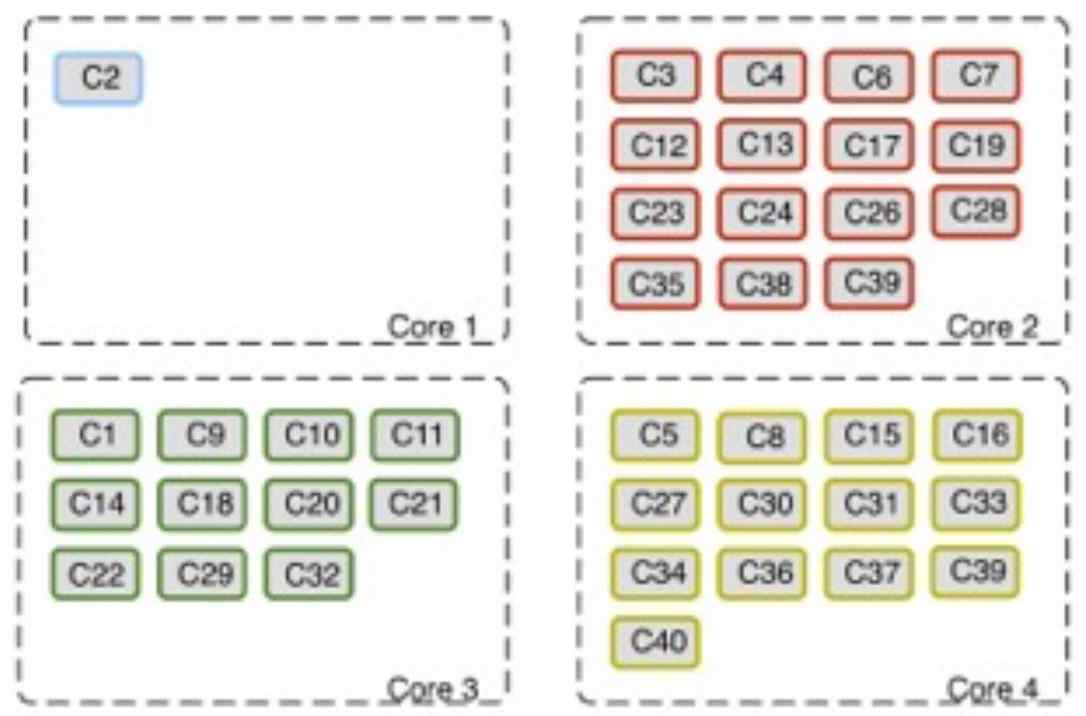 C2
Core 1
C3 C4 C6 C7
C12 C13 C17 C19
C23 C24 C26 C28
C35 C38 C39
Core 2
C1 C9 C10 C11
C14 C18 C20 C21
C22 C29 C32
Core 3
C5 C8 C15 C16
C27 C30 C31 C33
C34 C36 C37 C39
C40
Core 4